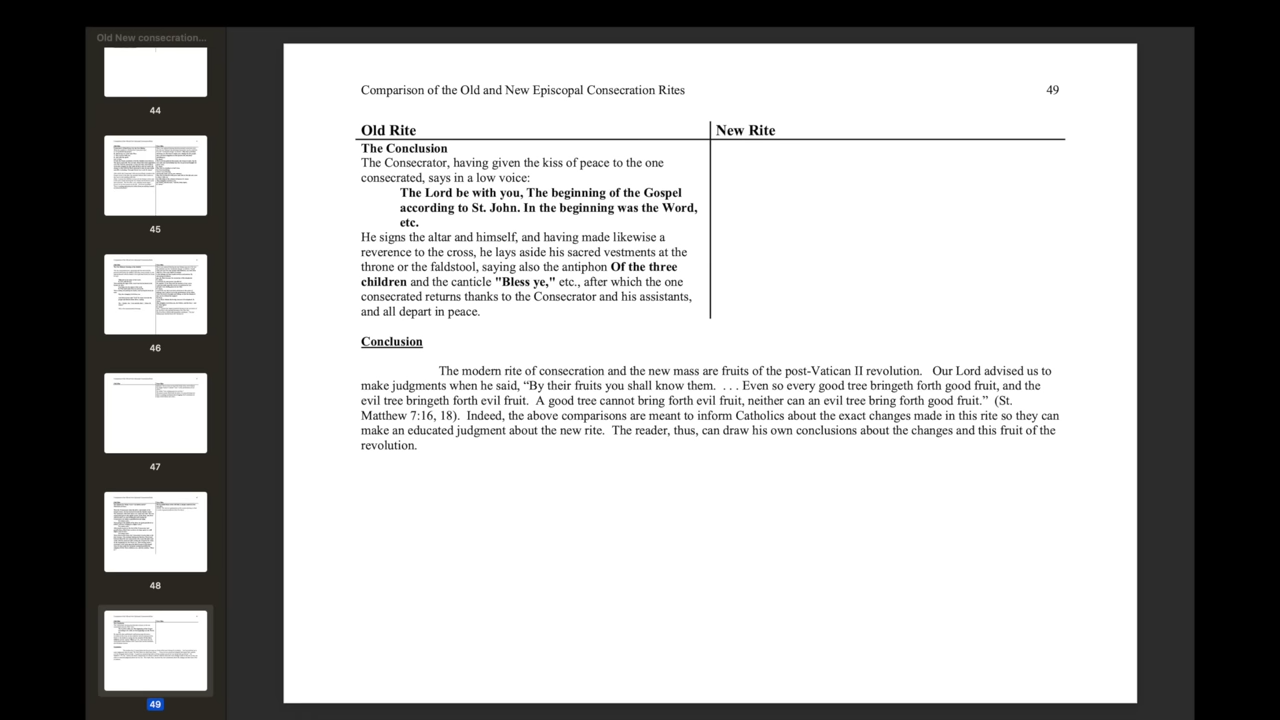 Old New consecration...
44
45
46
47
48
49
Comparison of the Old and New Episcopal Consecration Rites 49
Old Rite New Rite
The Conclusion
The Consecrator, having given the kiss of peace to the one
consecrated, says in a low voice:
The Lord be with you, The beginning of the Gospel
according to St. John. In the beginning was the Word,
etc.
He signs the altar and himself, and having made likewise a
reverence to the cross, he lays aside his sacred vestments at the
throne or the faldstool, saying also the antiphon Of the three
children and the canticle "Bless ye," etc., after which the one
consecrated returns thanks to the Consecrator and his assistants,
and all depart in peace.
Conclusion
The modern rite of consecration and the new mass are fruits of the post-Vatican II revolution. Our Lord advised us to
make judgments when he said, “By their fruits you shall know them. . . . Even so every good tree bringeth forth good fruit, and the
evil tree bringeth forth evil fruit. A good tree cannot bring forth evil fruit, neither can an evil tree bring forth good fruit.” (St.
Matthew 7:16, 18). Indeed, the above comparisons are meant to inform Catholics about the exact changes made in this rite so they can
make an educated judgment about the new rite. The reader, thus, can draw his own conclusions about the changes and this fruit of the
revolution.